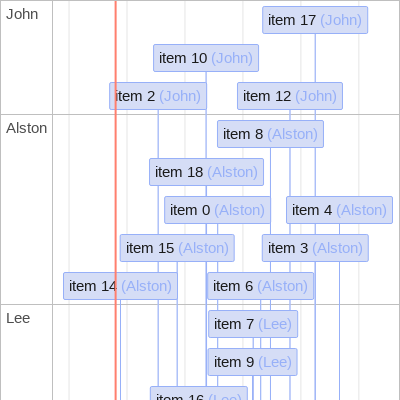 John
item 17 (John)
item 10 (John)
item 2 (John)
item 12 (John)
Alston
item 8 (Alston)
item 18 (Alston)
item 0 (Alston)
item 4 (Alston)
item 15 (Alston)
item 3 (Alston)
item 14 (Alston)
item 6 (Alston)
Lee
item 7 (Lee)
item 9 (Lee)
item 16 (Lee)